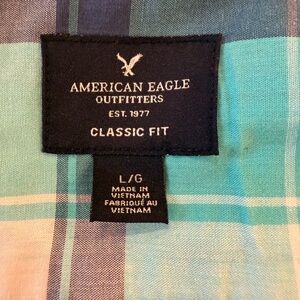 AMERICAN EAGLE
OUTFITTERS
EST. 1977
CLASSIC FIT
L/G
MADE IN
VIETNAM
FABRIQUÉ AU
VIETNAM